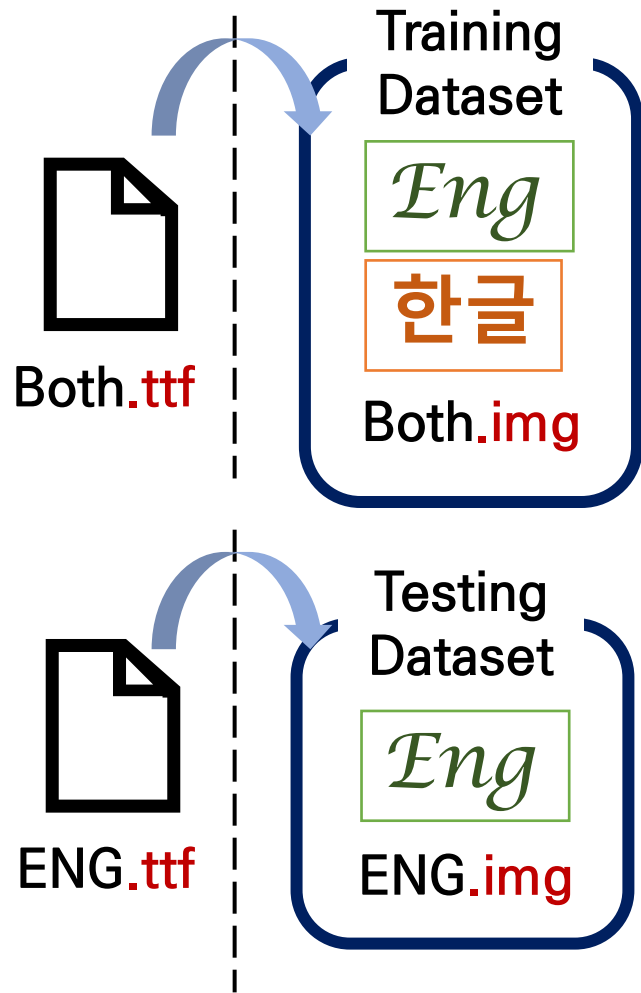 Training
Dataset
Eng
한글
Both.ttf
Both.img
Testing
Dataset
Eng
ENG.ttf
ENG.img